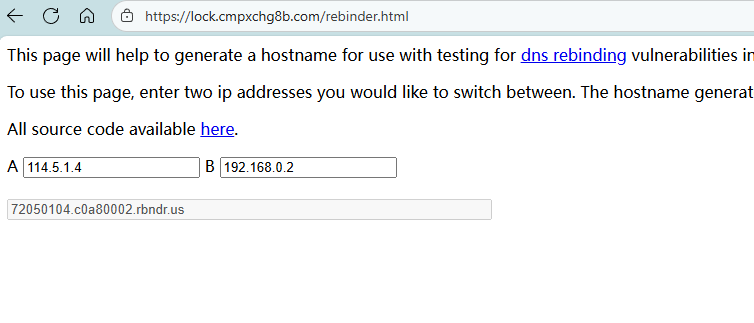 https://lock.cmpxchg8b.com/rebinder.html
This page will help to generate a hostname for use with testing for dns rebinding vulnerabilities in
To use this page, enter two ip addresses you would like to switch between. The hostname generat
All source code available here.
A 114.5.1.4 B 192.168.0.2
72050104.c0a80002.rbndr.us